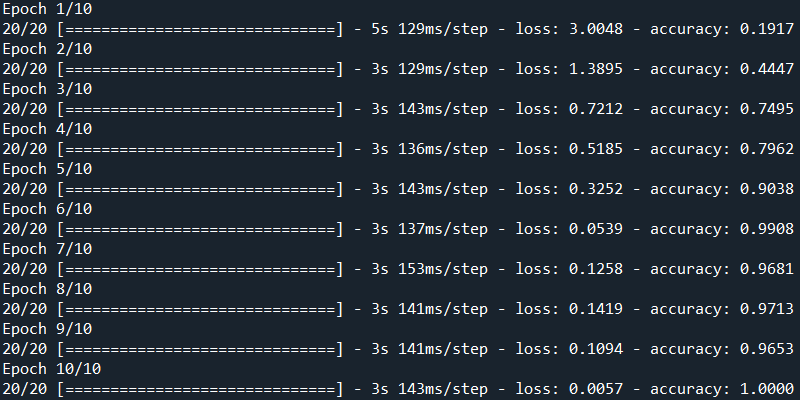 Epoch 1/10
20/20 [==============================] - 5s 129ms/step - loss: 3.0048 - accuracy: 0.1917
Epoch 2/10
20/20 [==============================] - 3s 129ms/step - loss: 1.3895 - accuracy: 0.4447
Epoch 3/10
20/20 [==============================] - 3s 143ms/step - loss: 0.7212 - accuracy: 0.7495
Epoch 4/10
20/20 [==============================] - 3s 136ms/step - loss: 0.5185 - accuracy: 0.7962
Epoch 5/10
20/20 [==============================] - 3s 143ms/step - loss: 0.3252 - accuracy: 0.9038
Epoch 6/10
20/20 [==============================] - 3s 137ms/step - loss: 0.0539 - accuracy: 0.9908
Epoch 7/10
20/20 [==============================] - 3s 153ms/step - loss: 0.1258 - accuracy: 0.9681
Epoch 8/10
20/20 [==============================] - 3s 141ms/step - loss: 0.1419 - accuracy: 0.9713
Epoch 9/10
20/20 [==============================] - 3s 141ms/step - loss: 0.1094 - accuracy: 0.9653
Epoch 10/10
20/20 [==============================] - 3s 143ms/step - loss: 0.0057 - accuracy: 1.0000